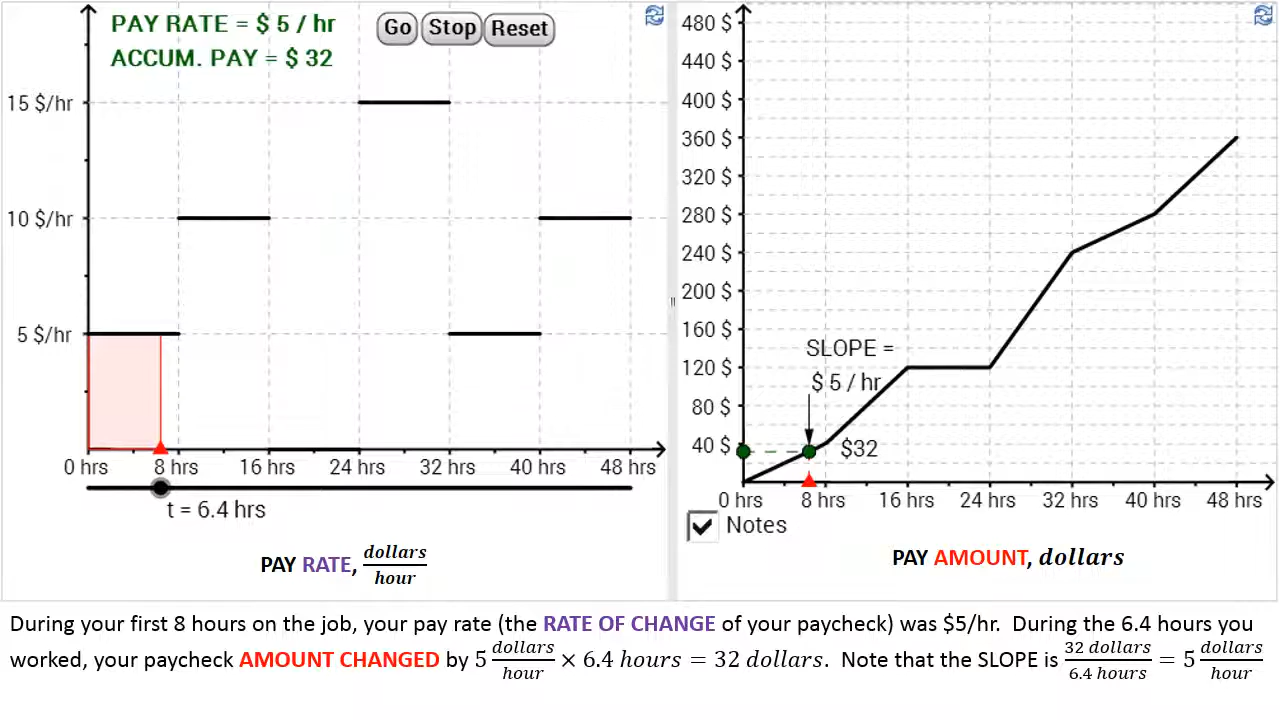 PAY RATE = $ 5 / hr
ACCUM. PAY = $ 32
Go Stop Reset
15 $/hr
10 $/hr
5 $/hr
0 hrs 8 hrs 16 hrs 24 hrs 32 hrs 40 hrs 48 hrs
t = 6.4 hrs
PAY RATE, dollars/hour
480 $
440 $
400 $
360 $
320 $
280 $
240 $
200 $
160 $
120 $
80 $
40 $
SLOPE =
$ 5 / hr
$32
0 hrs 8 hrs 16 hrs 24 hrs 32 hrs 40 hrs 48 hrs
Notes
PAY AMOUNT, dollars
During your first 8 hours on the job, your pay rate (the RATE OF CHANGE of your paycheck) was $5/hr. During the 6.4 hours you
worked, your paycheck AMOUNT CHANGED by 5 dollars/hour × 6.4 hours = 32 dollars. Note that the SLOPE is 32 dollars/6.4 hours = 5 dollars/hour